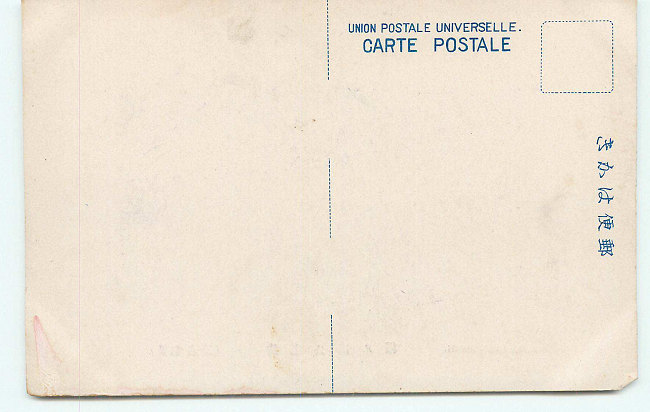 UNION POSTALE UNIVERSELLE.
CARTE POSTALE
郵便はかき